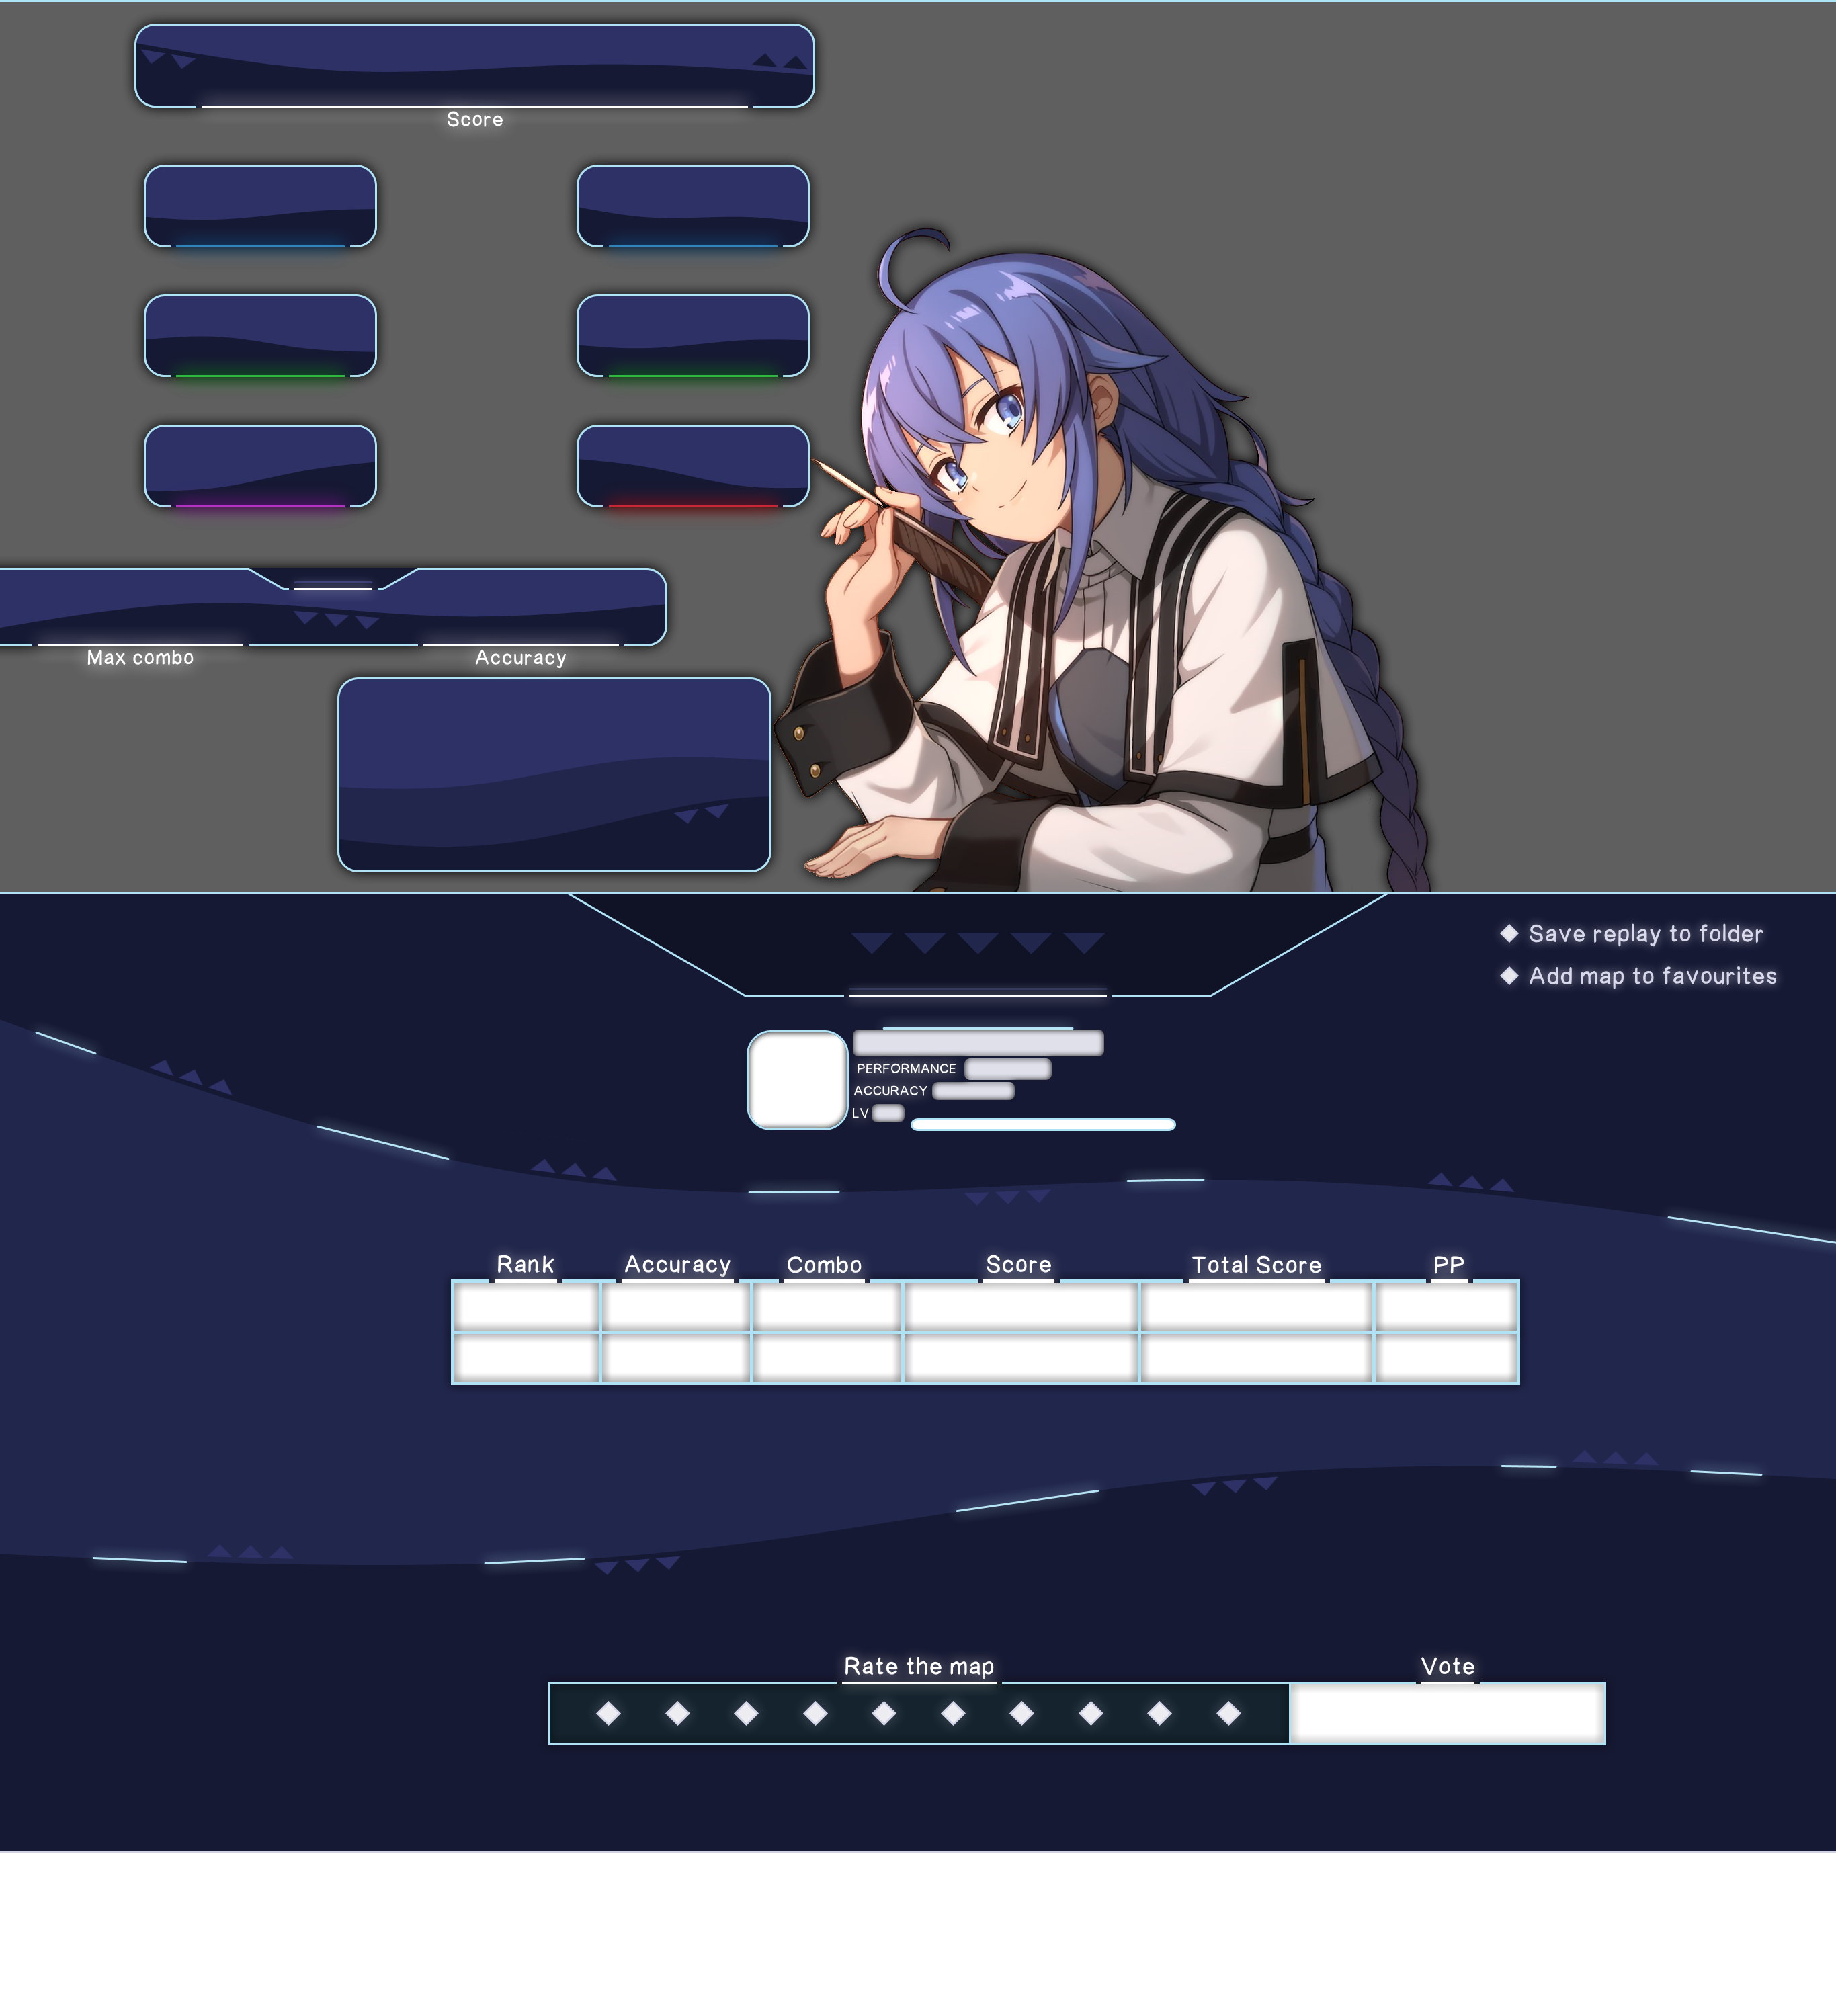 Score
Max combo
Accuracy
Save replay to folder
Add map to favourites
PERFORMANCE
ACCURACY
LV
Rank
Accuracy
Combo
Score
Total Score
PP
Rate the map
Vote